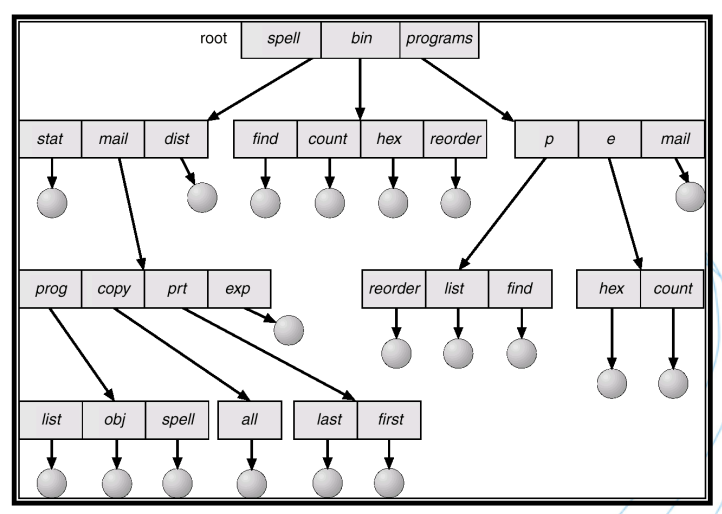 root spell bin programs
stat mail dist find count hex reorder p e mail
prog copy prt exp reorder list find hex count
list obj spell all last first